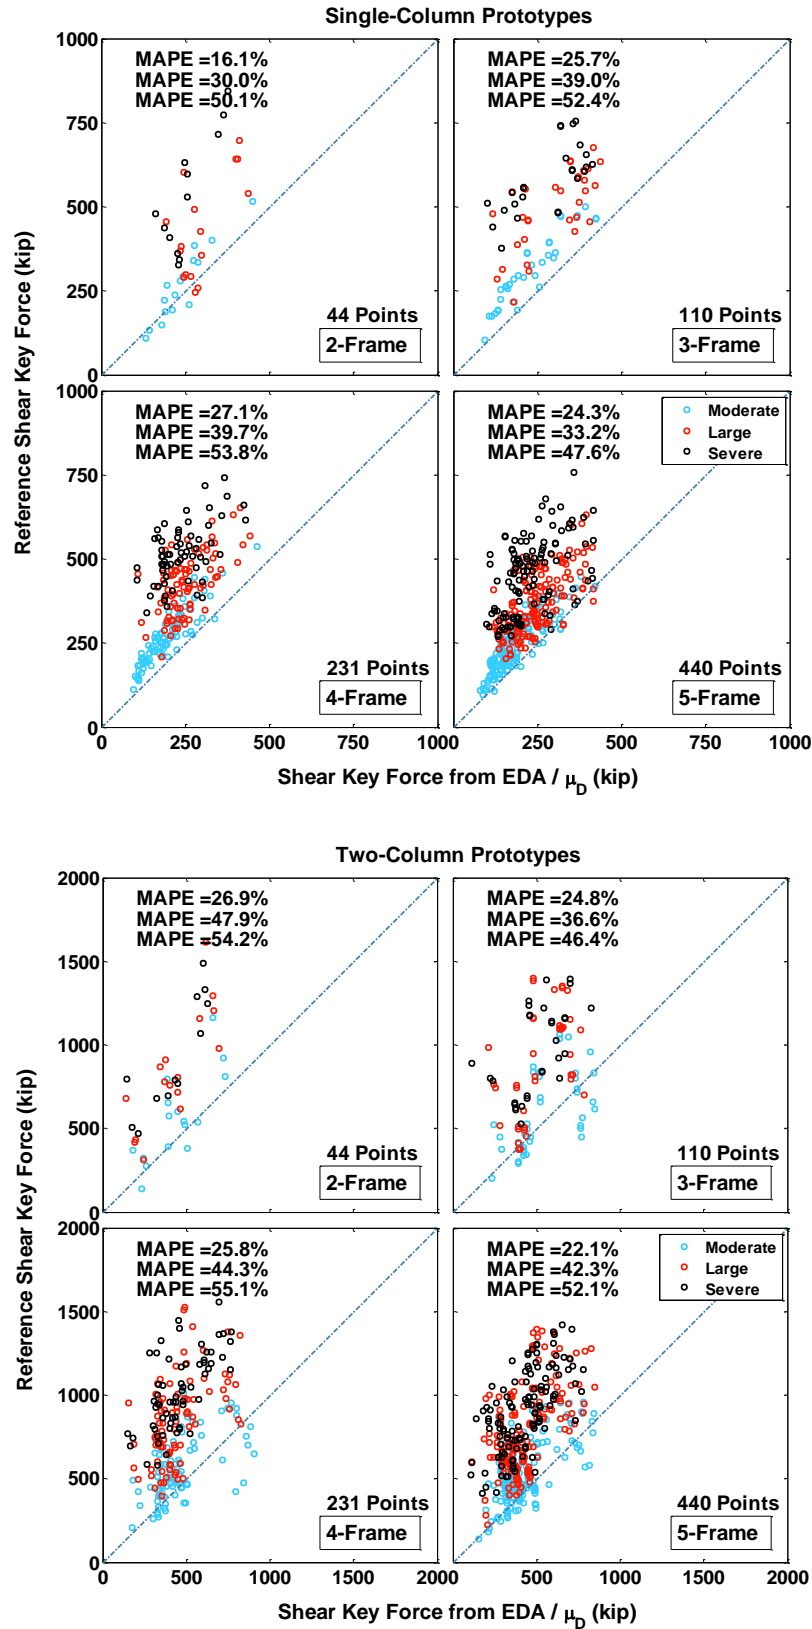 Single-Column Prototypes
1000
750
500
250
0
Reference Shear Key Force (kip)
MAPE =16.1%
=30.0%
=50.1%
44 Points
2-Frame
MAPE =25.7%
=39.0%
=52.4%
110 Points
3-Frame
1000
750
500
250
0
MAPE =27.1%
=39.7%
=53.8%
231 Points
4-Frame
MAPE =24.3%
=33.2%
=47.6%
Moderate
Large
Severe
440 Points
5-Frame
0 250 500 750 1000 250 500 750 1000
Shear Key Force from EDA / μD (kip)
Two-Column Prototypes
2000
1500
1000
500
0
Reference Shear Key Force (kip)
MAPE =26.9%
MAPE =47.9%
MAPE =54.2%
44 Points
2-Frame
MAPE =24.8%
MAPE =36.6%
MAPE =46.4%
110 Points
3-Frame
2000
1500
1000
500
0
MAPE =25.8%
MAPE =44.3%
MAPE =55.1%
231 Points
4-Frame
MAPE =22.1%
MAPE =42.3%
MAPE =52.1%
Moderate
Large
Severe
440 Points
5-Frame
0 500 1000 1500 2000 500 1000 1500 2000
Shear Key Force from EDA / μD (kip)